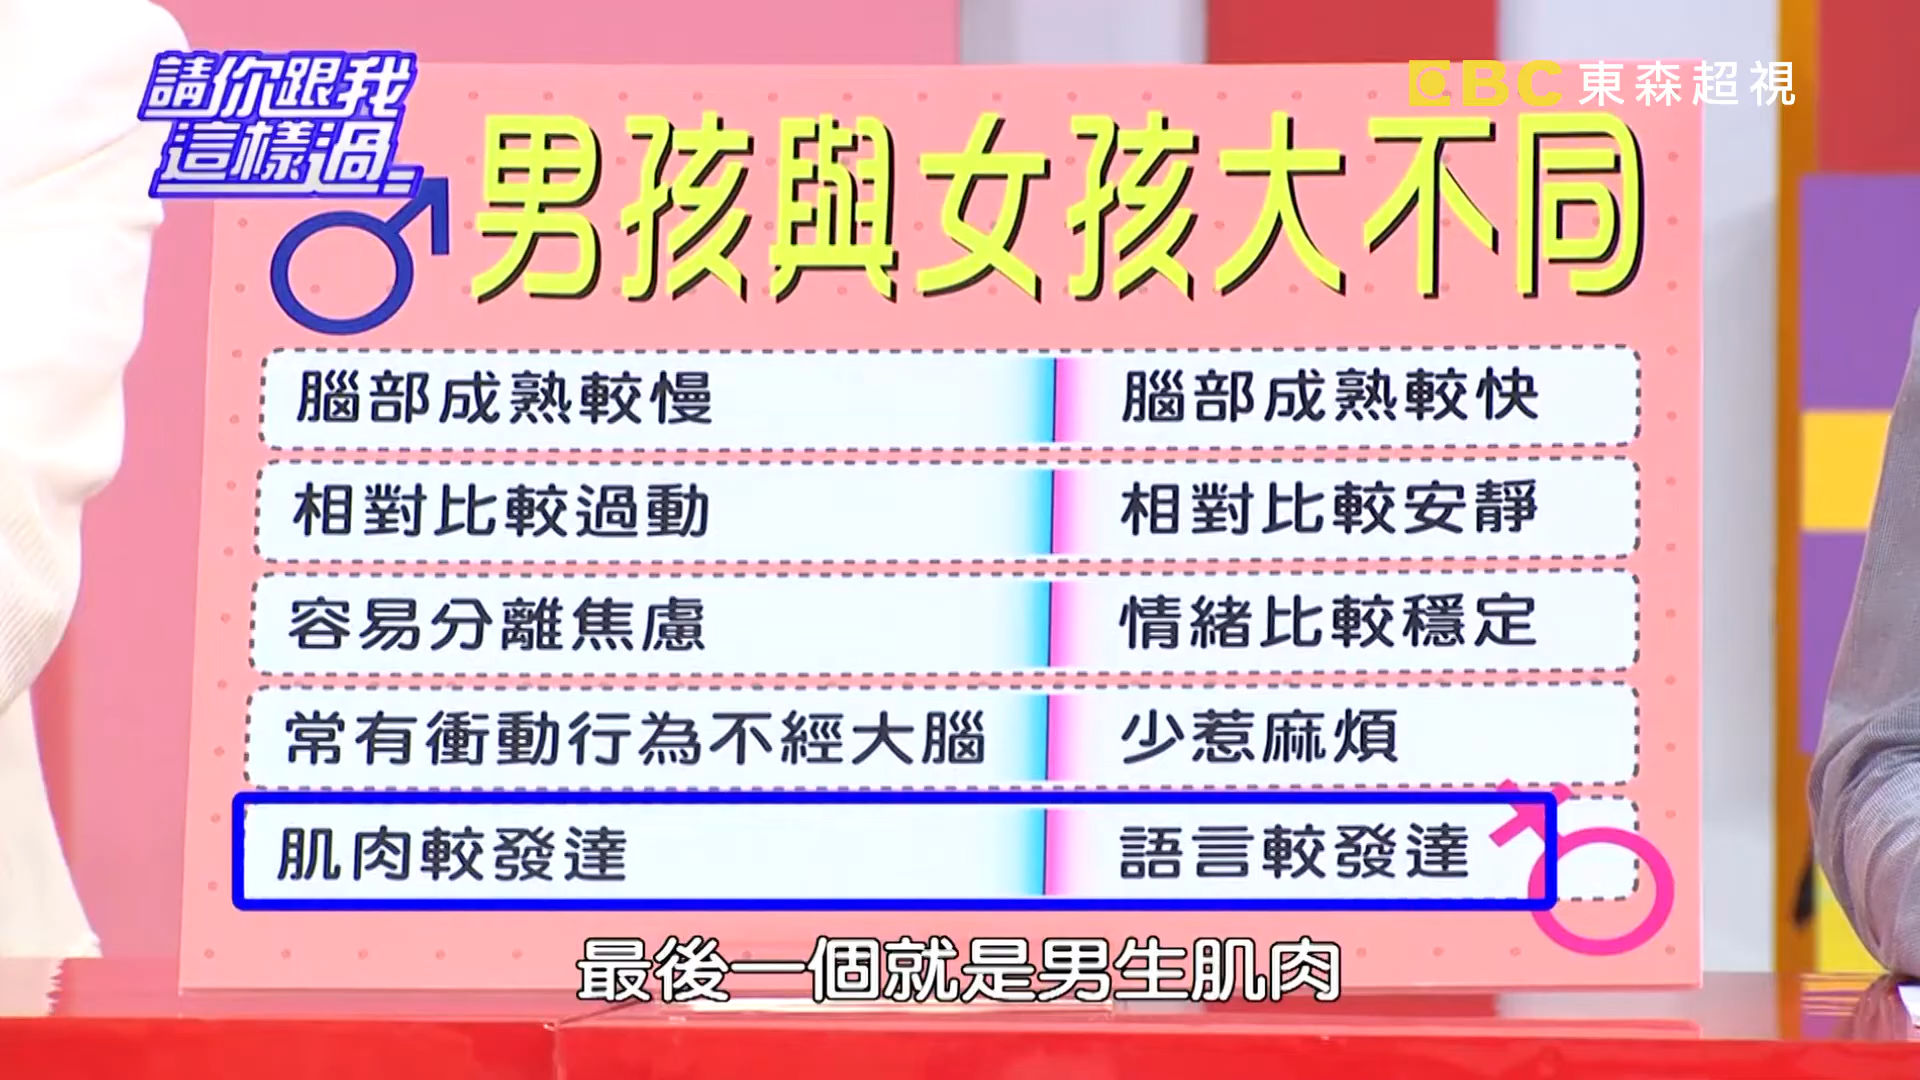 請你跟我
這樣過
EBC 東森超視
男孩與女孩大不同
腦部成熟較慢 腦部成熟較快
相對比較過動 相對比較安靜
容易分離焦慮 情緒比較穩定
常有衝動行為不經大腦 少惹麻煩
肌肉較發達 語言較發達
最後一個就是男生肌肉